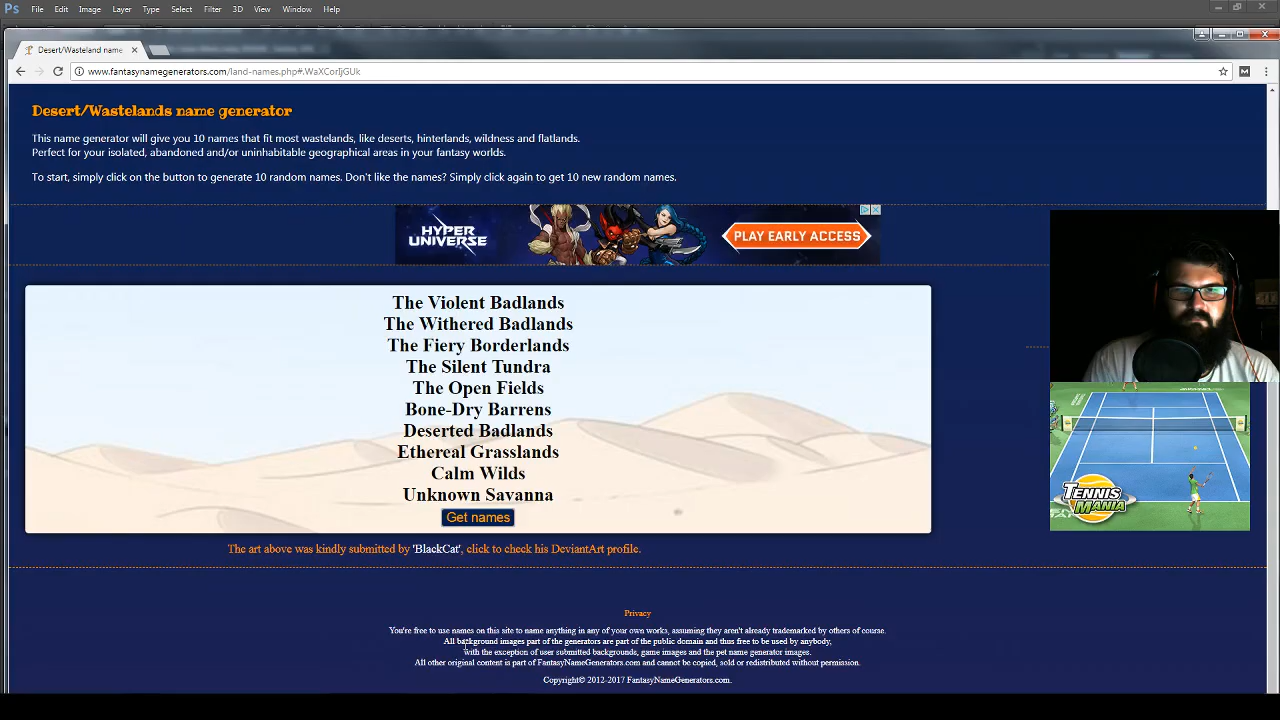 Ps File Edit Image Layer Type Select Filter 3D View Window Help
Desert/Wasteland name
www.fantasynamegenerators.com/land-names.php#.WaXCorIjGUk
Desert/Wastelands name generator
This name generator will give you 10 names that fit most wastelands, like deserts, hinterlands, wildness and flatlands.
Perfect for your isolated, abandoned and/or uninhabitable geographical areas in your fantasy worlds.
To start, simply click on the button to generate 10 random names. Don't like the names? Simply click again to get 10 new random names.
HYPER
UNIVERSE
PLAY EARLY ACCESS
The Violent Badlands
The Withered Badlands
The Fiery Borderlands
The Silent Tundra
The Open Fields
Bone-Dry Barrens
Deserted Badlands
Ethereal Grasslands
Calm Wilds
Unknown Savanna
Get names
TENNIS
MANIA
The art above was kindly submitted by 'BlackCat', click to check his DeviantArt profile.
Privacy
You're free to use names on this site to name anything in any of your own works, assuming they aren't already trademarked by others of course.
All background images part of the generators are part of the public domain and thus free to be used by anybody,
with the exception of user submitted backgrounds, game images and the pet name generator images.
All other original content is part of FantasyNameGenerators.com and cannot be copied, sold or redistributed without permission.
Copyright© 2012-2017 FantasyNameGenerators.com.